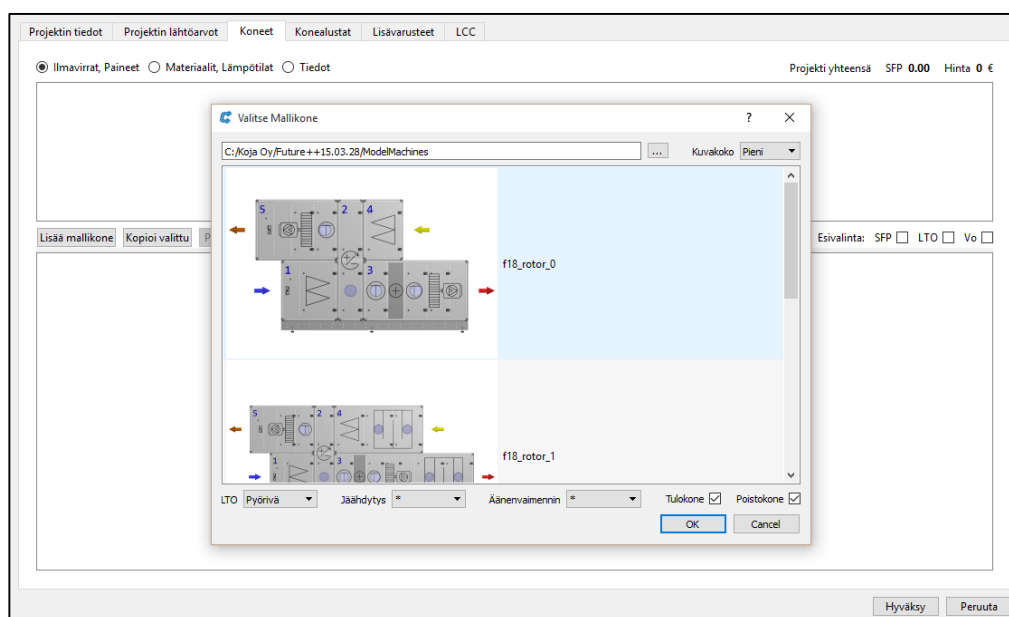 Projektin tiedot Projektin lähtöarvot Koneet Konealustat Lisävarusteet LCC
Ilmavirrat, Paineet Materiaalit, Lämpötilat Tiedot Projekti yhteensä SFP 0.00 Hinta 0 €
Valitse Mallikone ? X
C:/Koja Oy/Future++15.03.28/ModelMachines ... Kuvakoko Pieni
5 2 4
1 3
f18_rotor_0
Lisää mallikone Kopioi valittu P Esivalinta: SFP LTO Vo
5 2 4
1 3
f18_rotor_1
LTO Pyörivä Jäähdytys * Äänenvaimennin * Tulokone Poistokone
OK Cancel
Hyväksy Peruuta